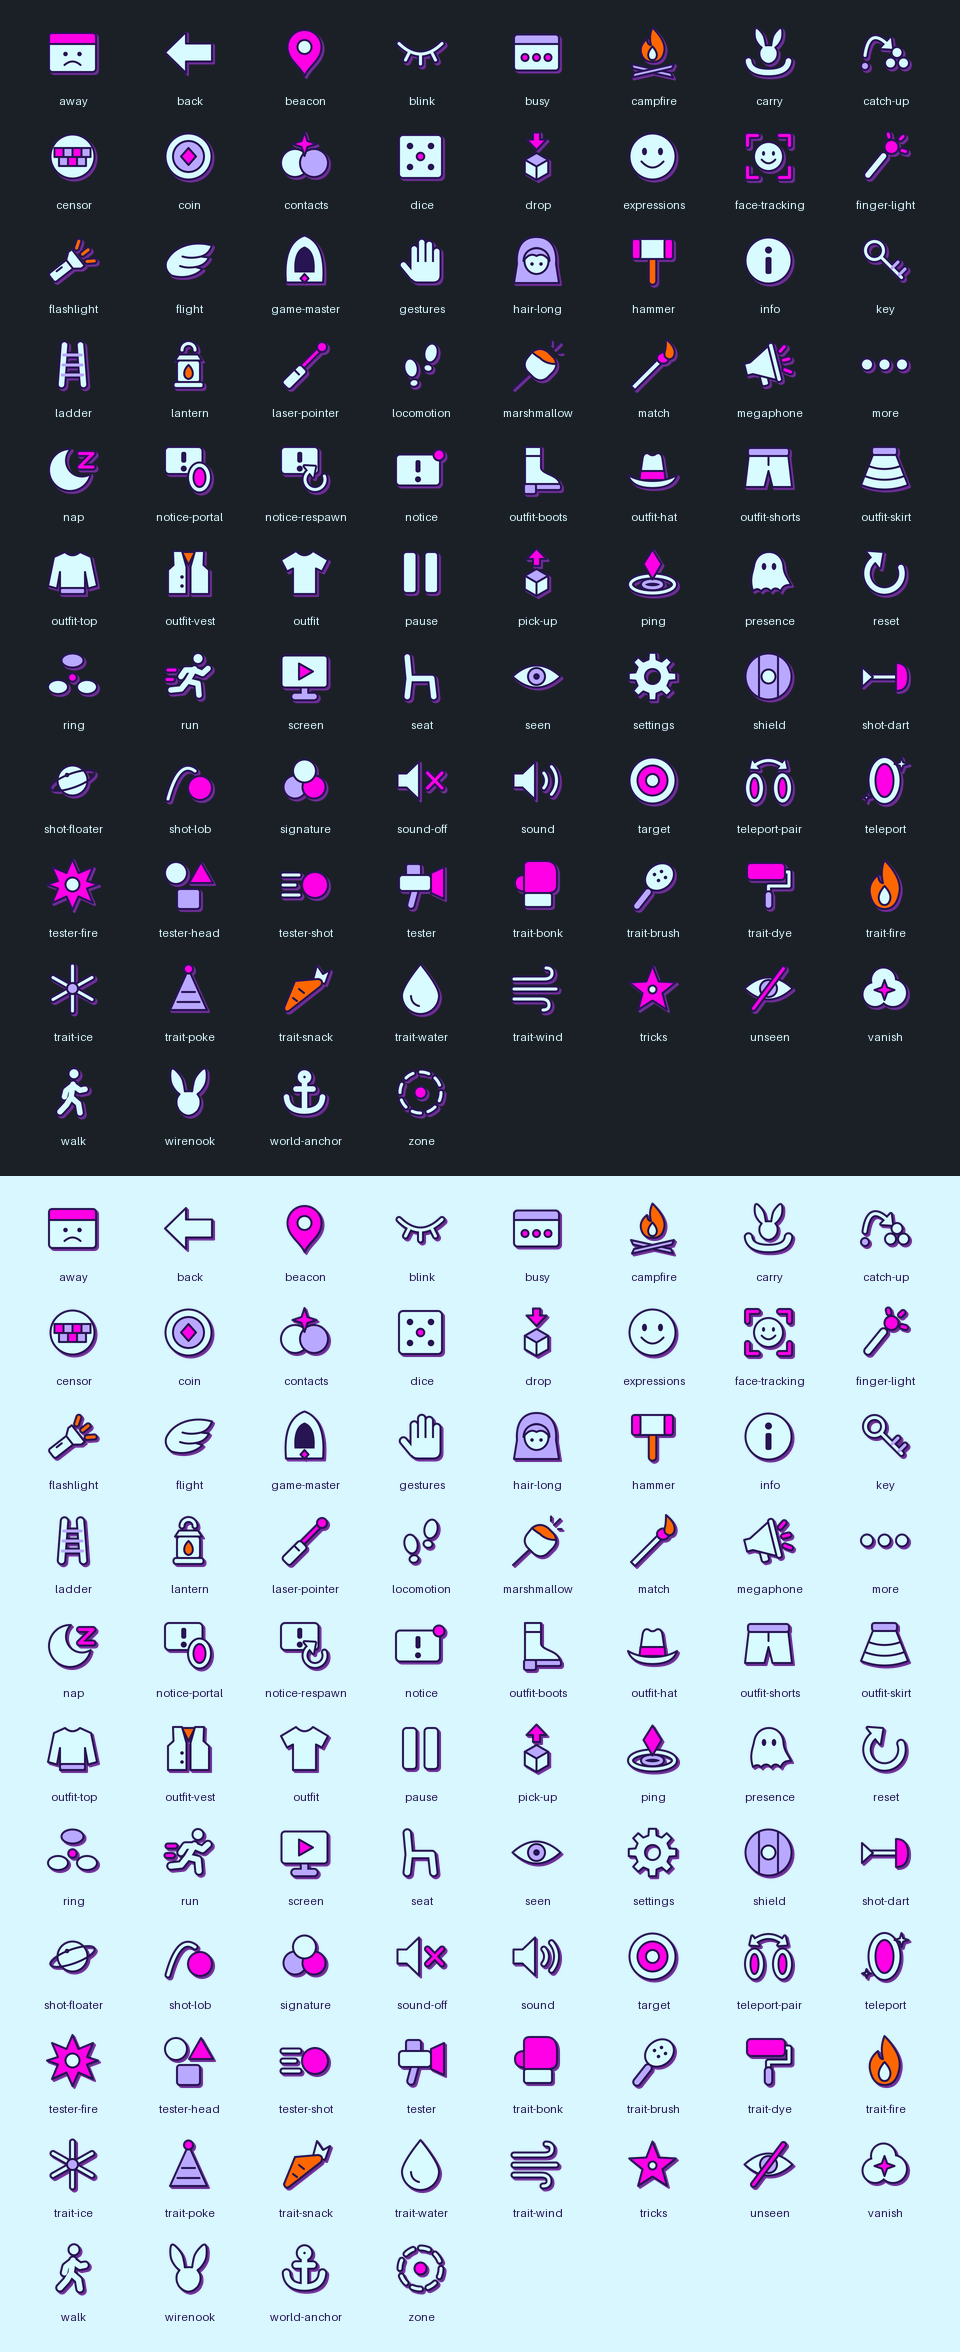 away back beacon blink busy campfire carry catch-up
censor coin contacts dice drop expressions face-tracking finger-light
flashlight flight game-master gestures hair-long hammer info key
ladder lantern laser-pointer locomotion marshmallow match megaphone more
nap notice-portal notice-respawn notice outfit-boots outfit-hat outfit-shorts outfit-skirt
outfit-top outfit-vest outfit pause pick-up ping presence reset
ring run screen seat seen settings shield shot-dart
shot-floater shot-lob signature sound-off sound target teleport-pair teleport
tester-fire tester-head tester-shot tester trait-bonk trait-brush trait-dye trait-fire
trait-ice trait-poke trait-snack trait-water trait-wind tricks unseen vanish
walk wirenook world-anchor zone
away back beacon blink busy campfire carry catch-up
censor coin contacts dice drop expressions face-tracking finger-light
flashlight flight game-master gestures hair-long hammer info key
ladder lantern laser-pointer locomotion marshmallow match megaphone more
nap notice-portal notice-respawn notice outfit-boots outfit-hat outfit-shorts outfit-skirt
outfit-top outfit-vest outfit pause pick-up ping presence reset
ring run screen seat seen settings shield shot-dart
shot-floater shot-lob signature sound-off sound target teleport-pair teleport
tester-fire tester-head tester-shot tester trait-bonk trait-brush trait-dye trait-fire
trait-ice trait-poke trait-snack trait-water trait-wind tricks unseen vanish
walk wirenook world-anchor zone